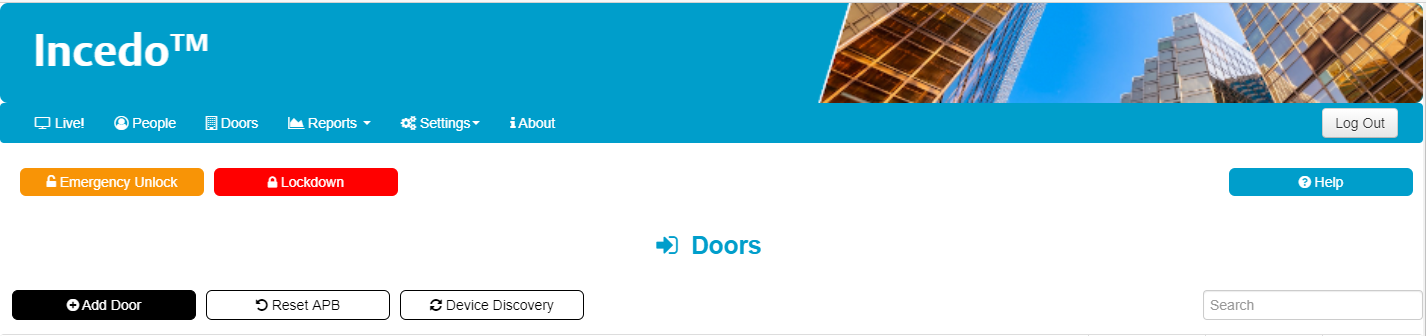 Incedo™
Live! People Doors Reports Settings About Log Out
Emergency Unlock Lockdown Help
Doors
Add Door Reset APB Device Discovery Search